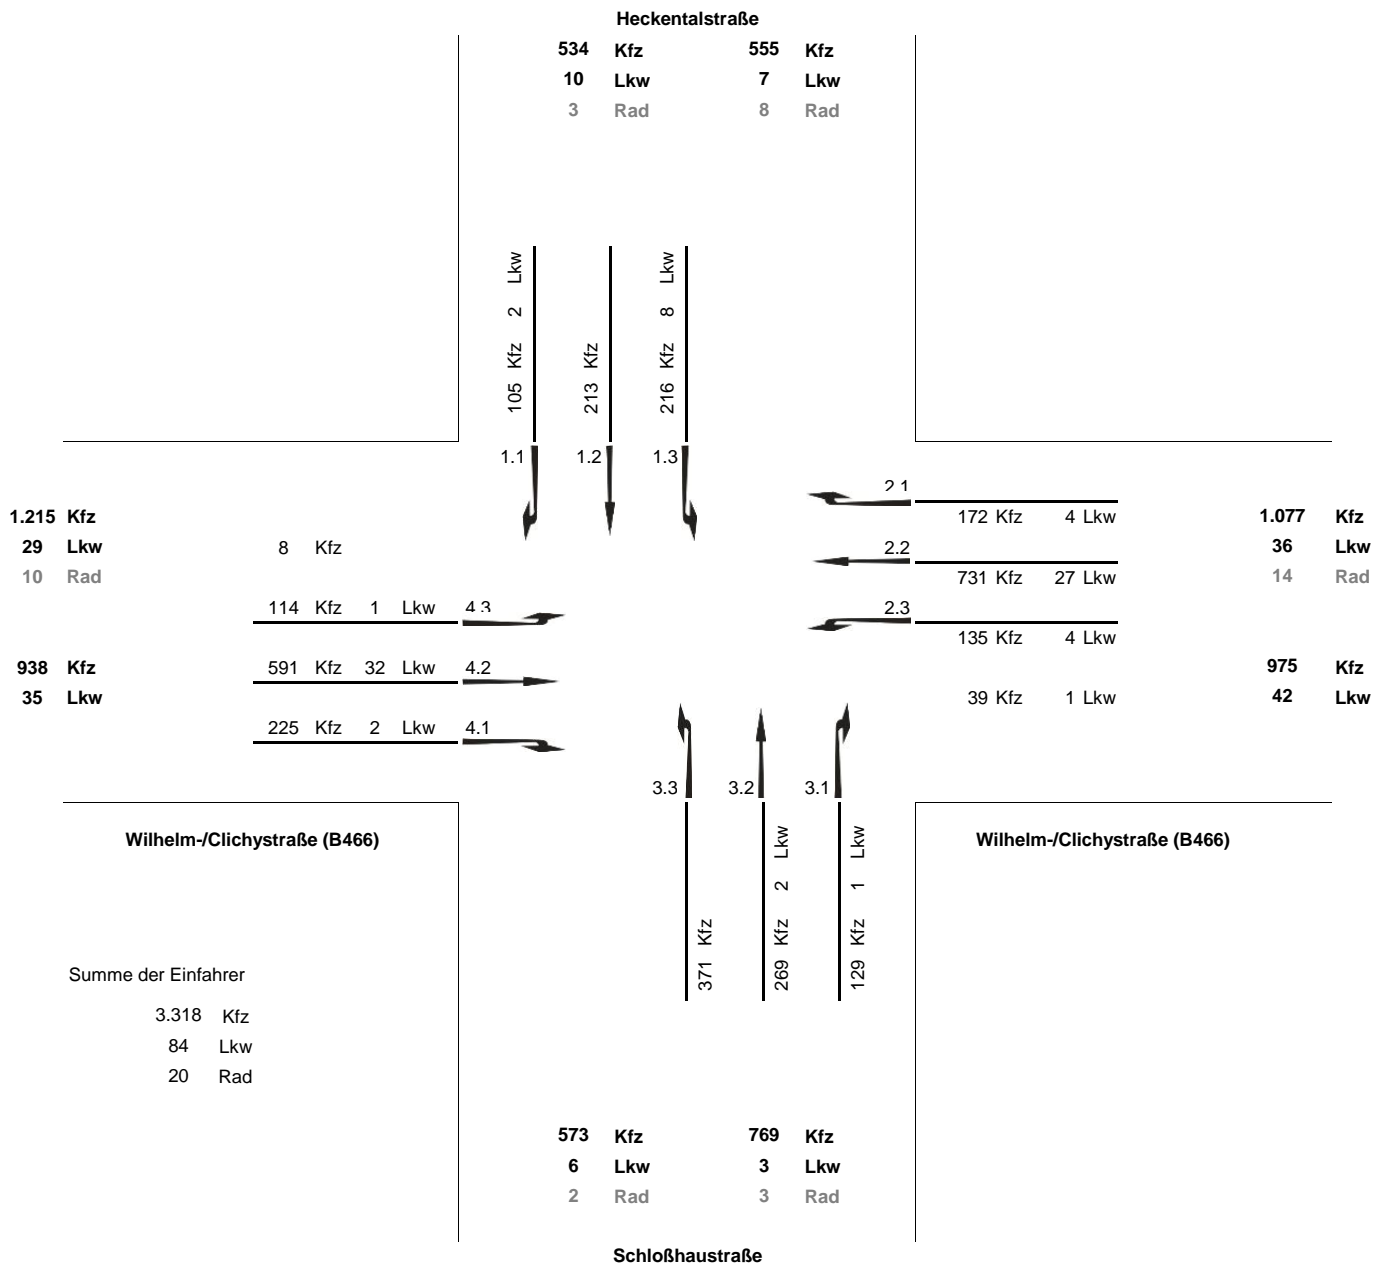 Heckentalstraße
534 Kfz 555 Kfz
10 Lkw 7 Lkw
3 Rad 8 Rad
105 Kfz 2 Lkw
213 Kfz
216 Kfz 8 Lkw
1.1 1.2 1.3
1.215 Kfz
29 Lkw
10 Rad
8 Kfz
114 Kfz 1 Lkw 4.3
591 Kfz 32 Lkw 4.2
225 Kfz 2 Lkw 4.1
938 Kfz
35 Lkw
2.1
172 Kfz 4 Lkw
2.2
731 Kfz 27 Lkw
2.3
135 Kfz 4 Lkw
39 Kfz 1 Lkw
1.077 Kfz
36 Lkw
14 Rad
975 Kfz
42 Lkw
3.3 3.2 3.1
371 Kfz
269 Kfz 2 Lkw
129 Kfz 1 Lkw
Wilhelm-/Clichystraße (B466)
Wilhelm-/Clichystraße (B466)
Summe der Einfahrer
3.318 Kfz
84 Lkw
20 Rad
573 Kfz 769 Kfz
6 Lkw 3 Lkw
2 Rad 3 Rad
Schloßhaustraße